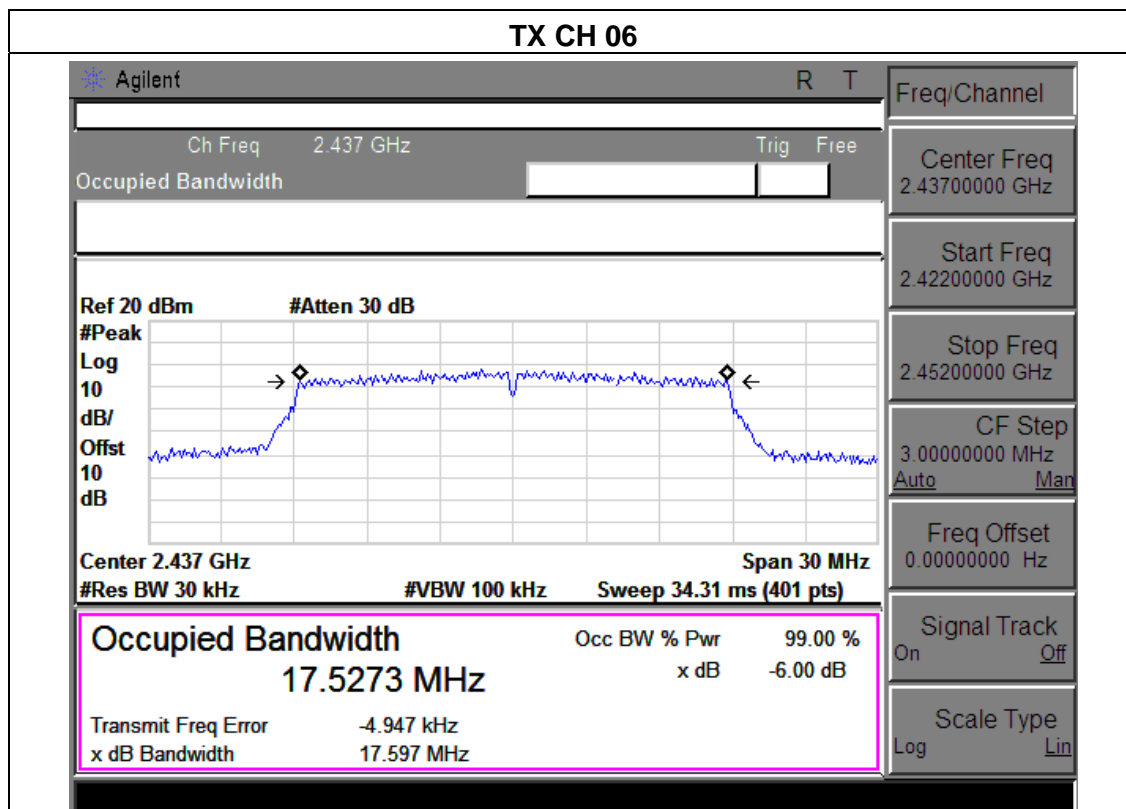 TX CH 06
Agilent R T
Ch Freq 2.437 GHz Trig Free
Occupied Bandwidth
Ref 20 dBm #Atten 30 dB
#Peak
Log
10
dB/
Offst
10
dB
Center 2.437 GHz Span 30 MHz
#Res BW 30 kHz #VBW 100 kHz Sweep 34.31 ms (401 pts)
Occupied Bandwidth Occ BW % Pwr 99.00 %
17.5273 MHz x dB -6.00 dB
Transmit Freq Error -4.947 kHz
x dB Bandwidth 17.597 MHz
Freq/Channel
Center Freq
2.43700000 GHz
Start Freq
2.42200000 GHz
Stop Freq
2.45200000 GHz
CF Step
3.00000000 MHz
Auto Man
Freq Offset
0.00000000 Hz
Signal Track
On Off
Scale Type
Log Lin